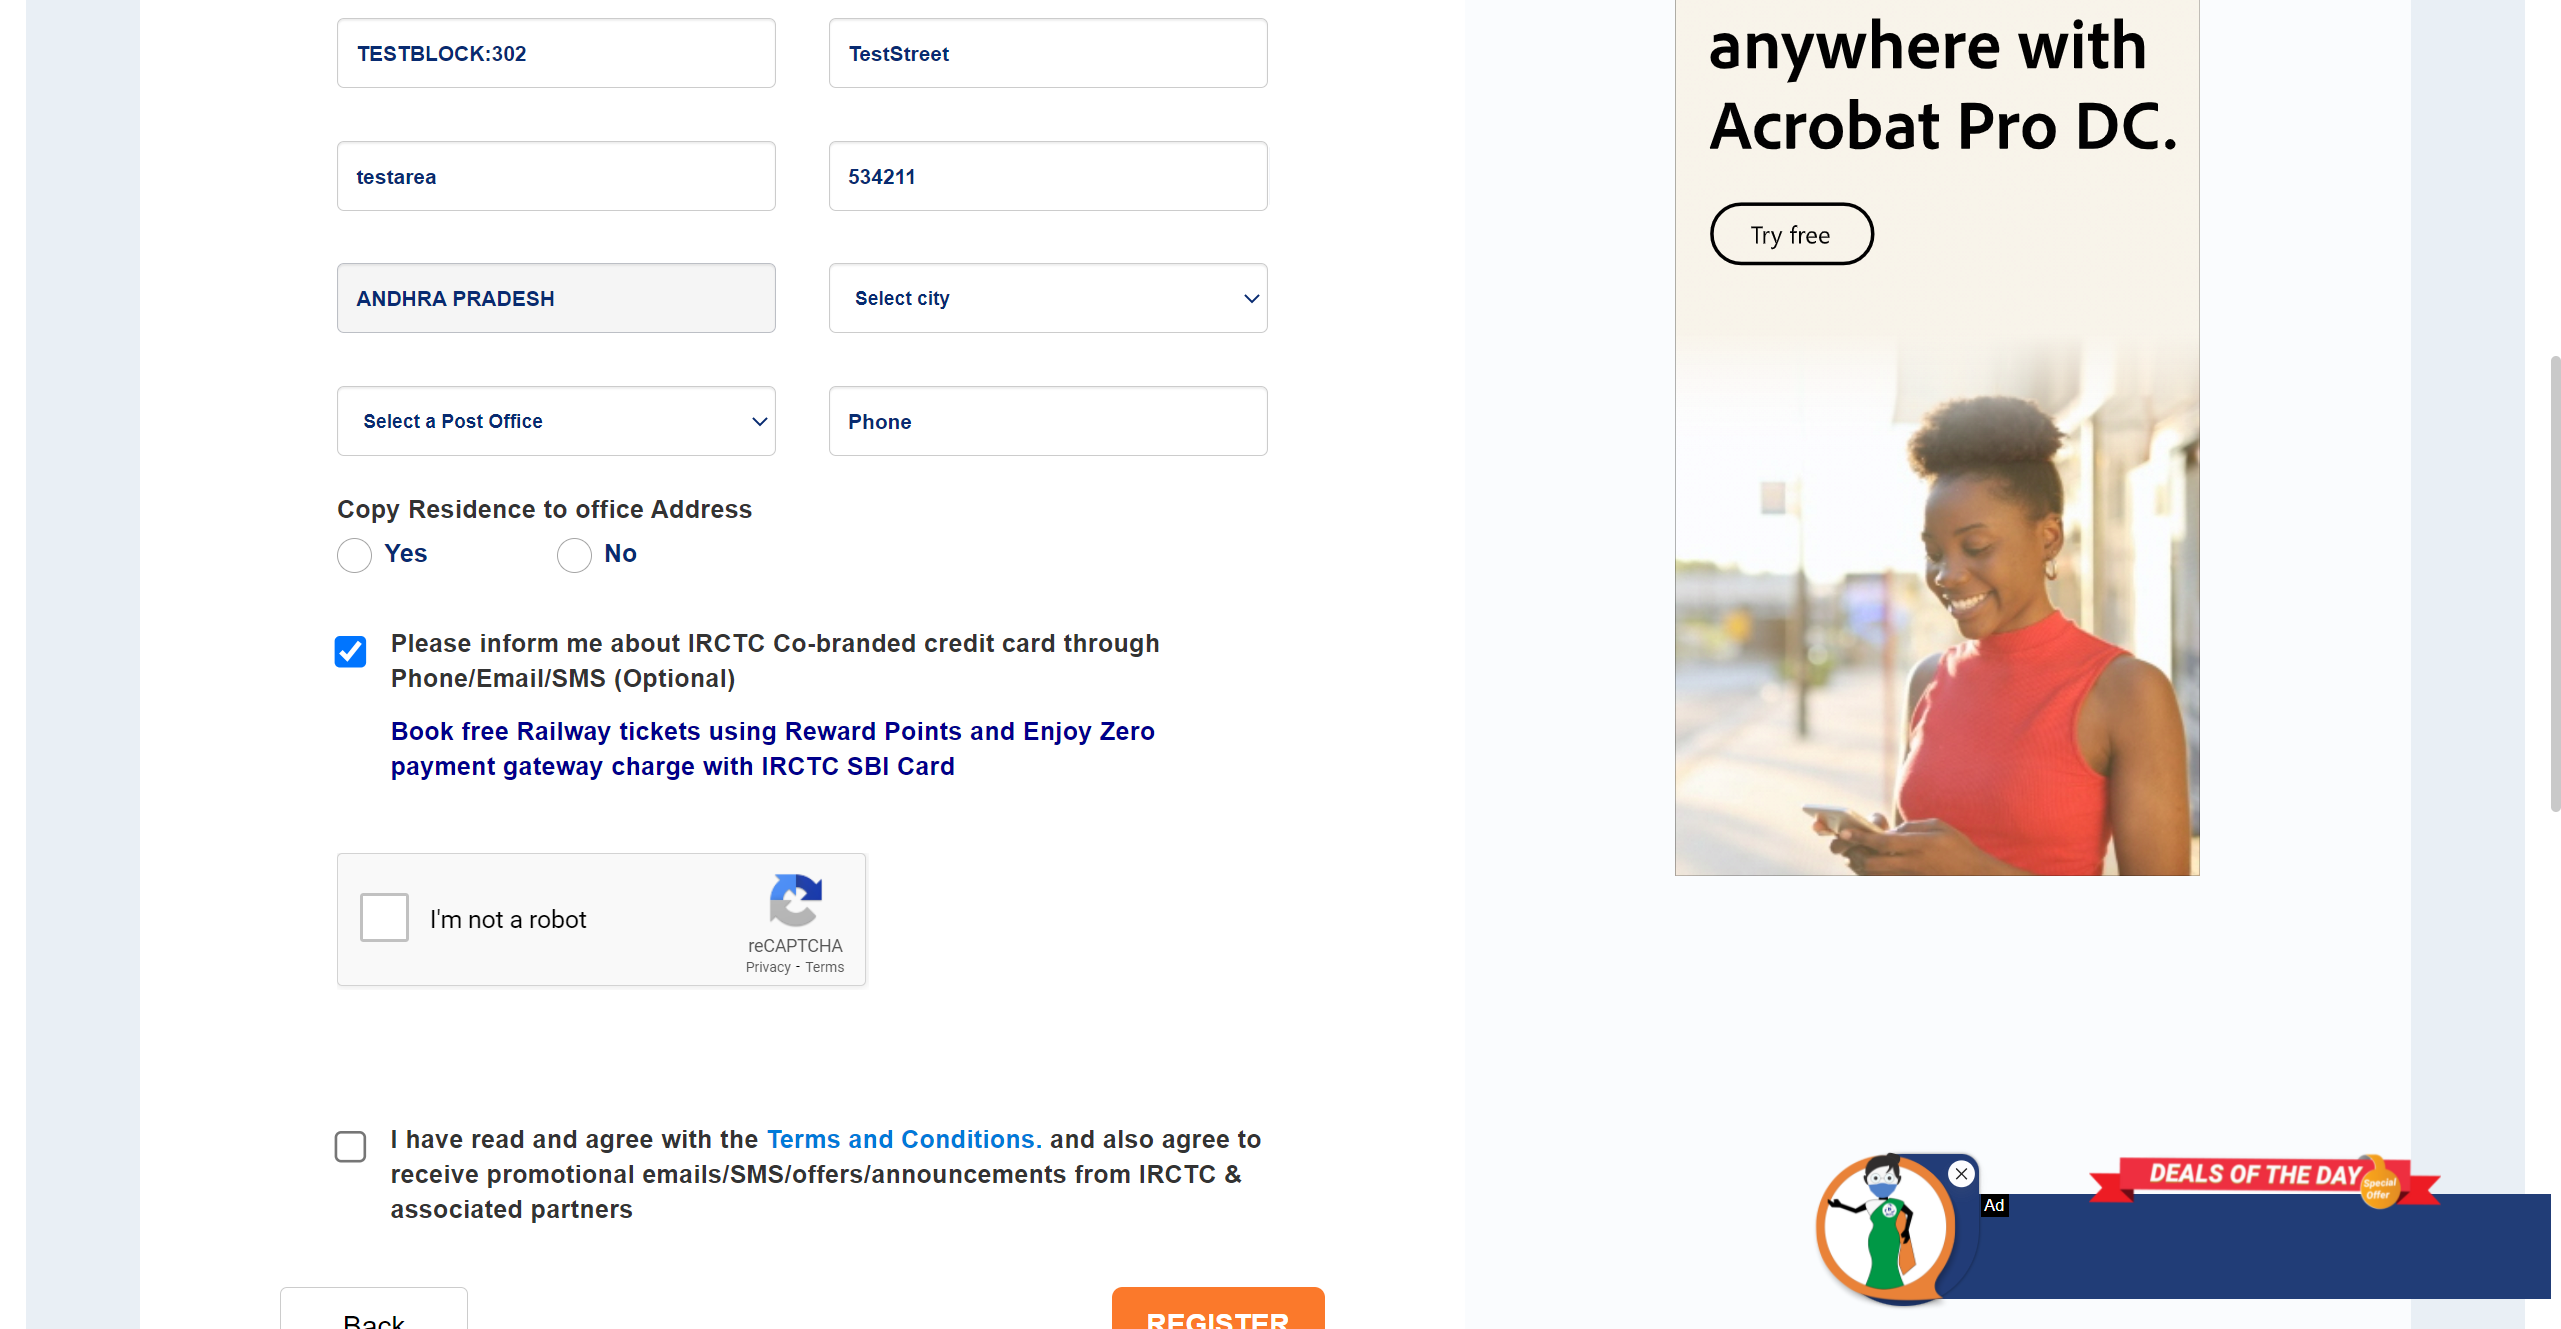 TESTBLOCK:302
TestStreet
testarea
534211
ANDHRA PRADESH
Select city
Select a Post Office
Phone
Copy Residence to office Address
Yes
No
Please inform me about IRCTC Co-branded credit card through
Phone/Email/SMS (Optional)
Book free Railway tickets using Reward Points and Enjoy Zero
payment gateway charge with IRCTC SBI Card
I'm not a robot
reCAPTCHA
Privacy - Terms
I have read and agree with the Terms and Conditions. and also agree to
receive promotional emails/SMS/offers/announcements from IRCTC &
associated partners
Back
REGISTER
anywhere with
Acrobat Pro DC.
Try free
DEALS OF THE DAY
Special
Offer
Ad